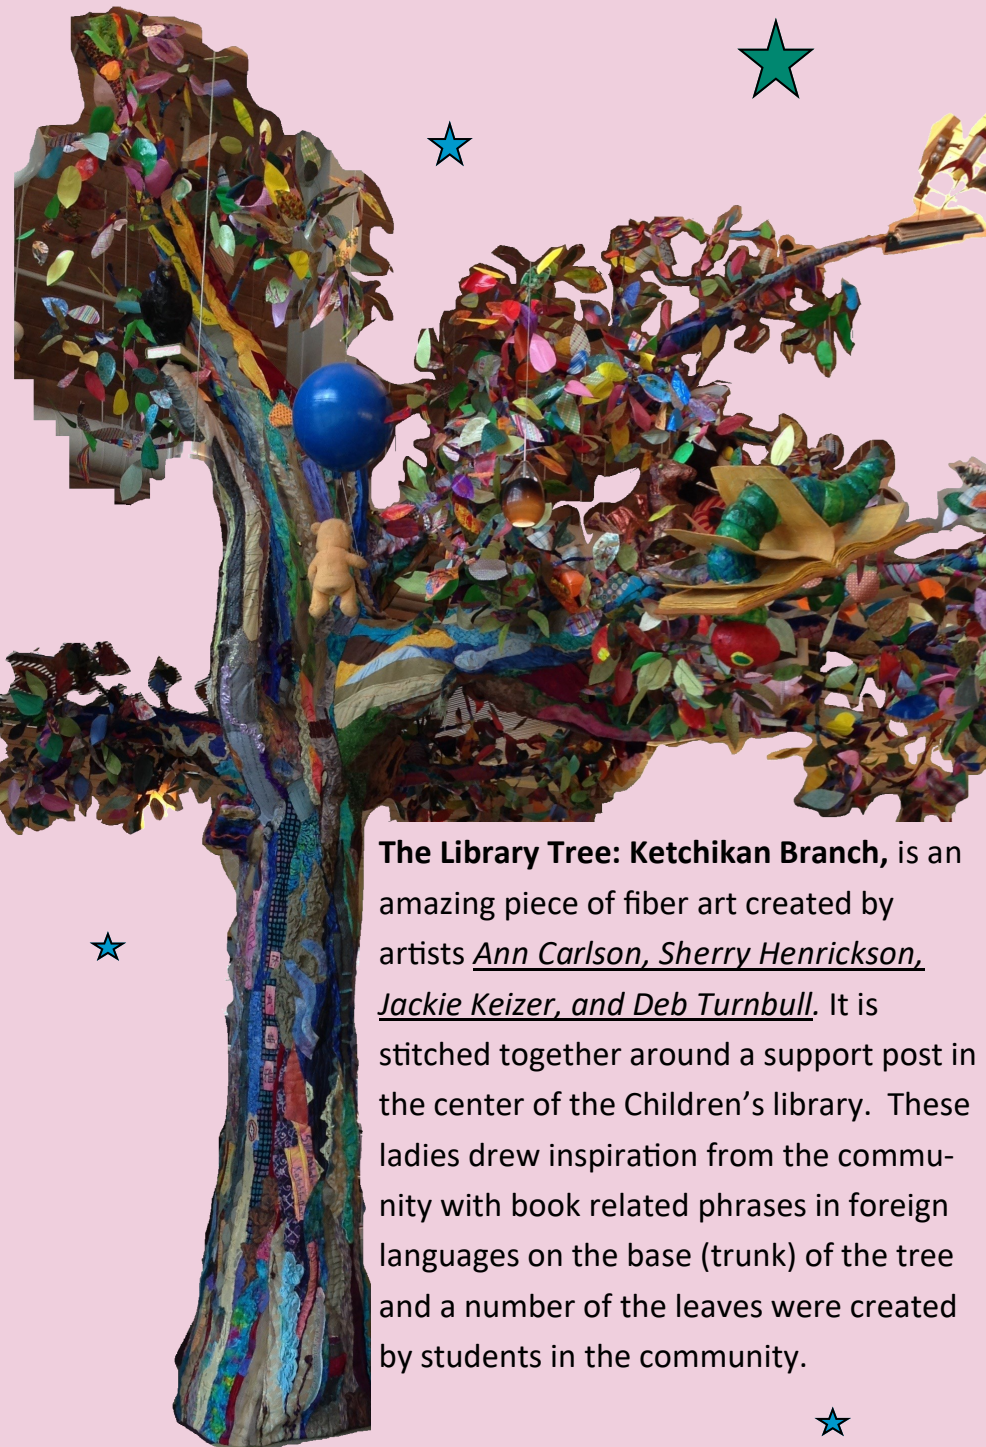 The Library Tree: Ketchikan Branch, is an
amazing piece of fiber art created by
artists Ann Carlson, Sherry Henrickson,
Jackie Keizer, and Deb Turnbull. It is
stitched together around a support post in
the center of the Children’s library.  These
ladies drew inspiration from the commu-
nity with book related phrases in foreign
languages on the base (trunk) of the tree
and a number of the leaves were created
by students in the community.